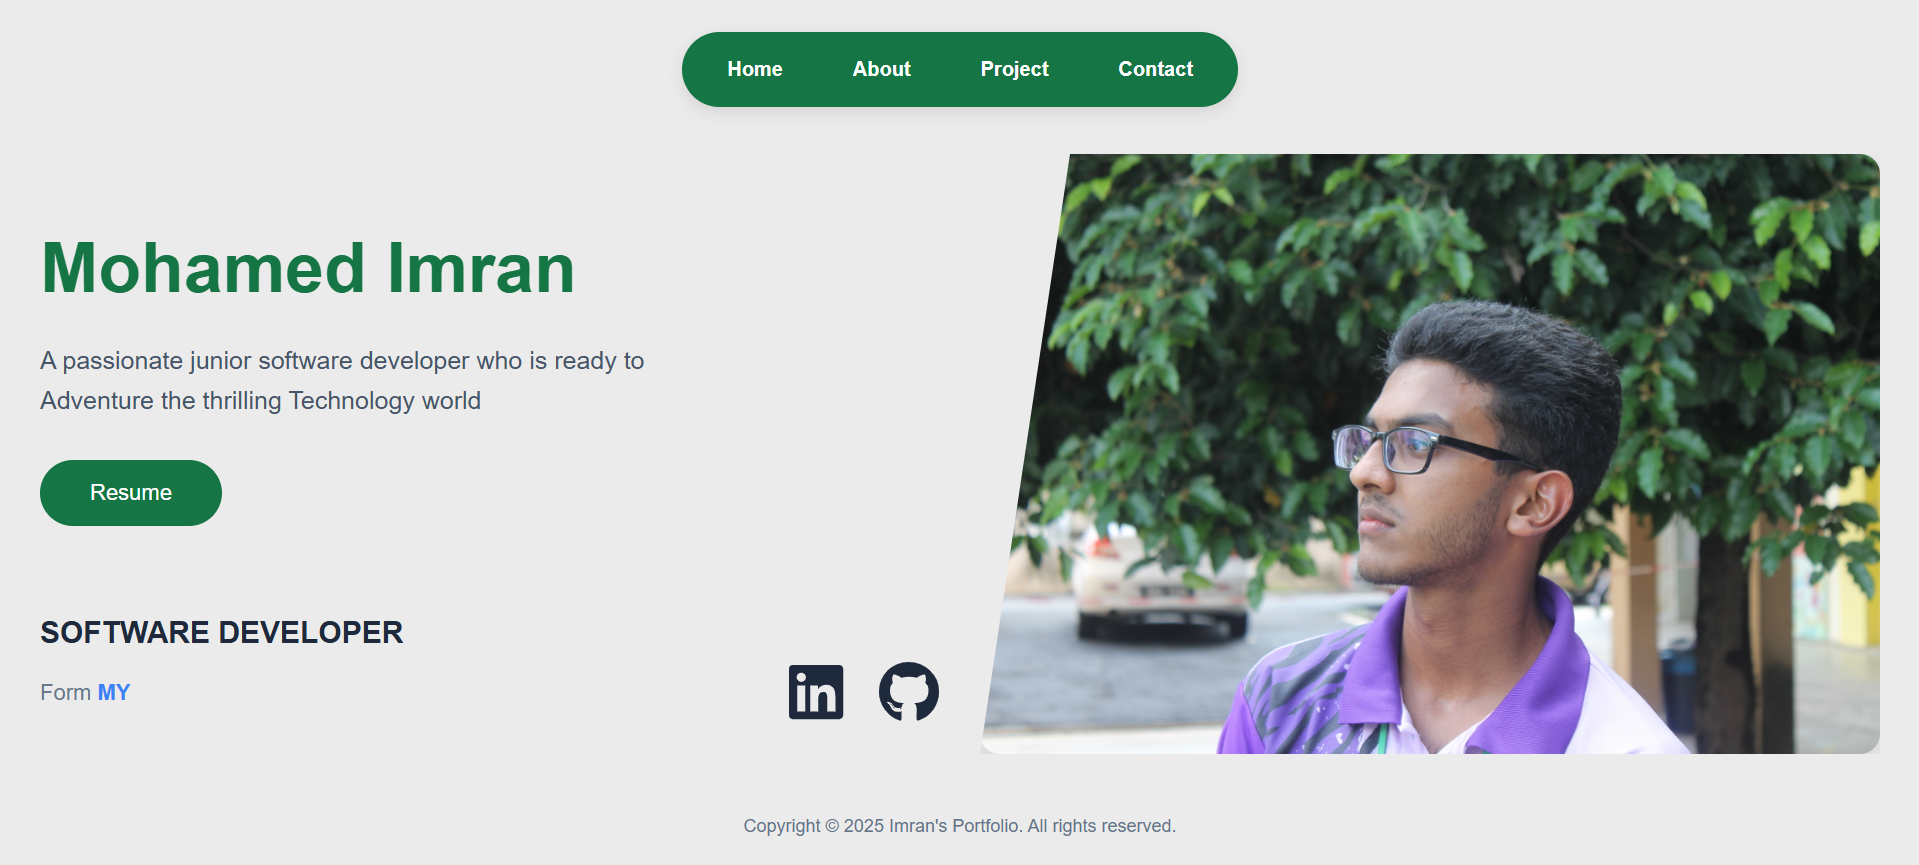 Home About Project Contact
Mohamed Imran
A passionate junior software developer who is ready to
Adventure the thrilling Technology world
Resume
SOFTWARE DEVELOPER
Form MY
in
Copyright © 2025 Imran's Portfolio. All rights reserved.